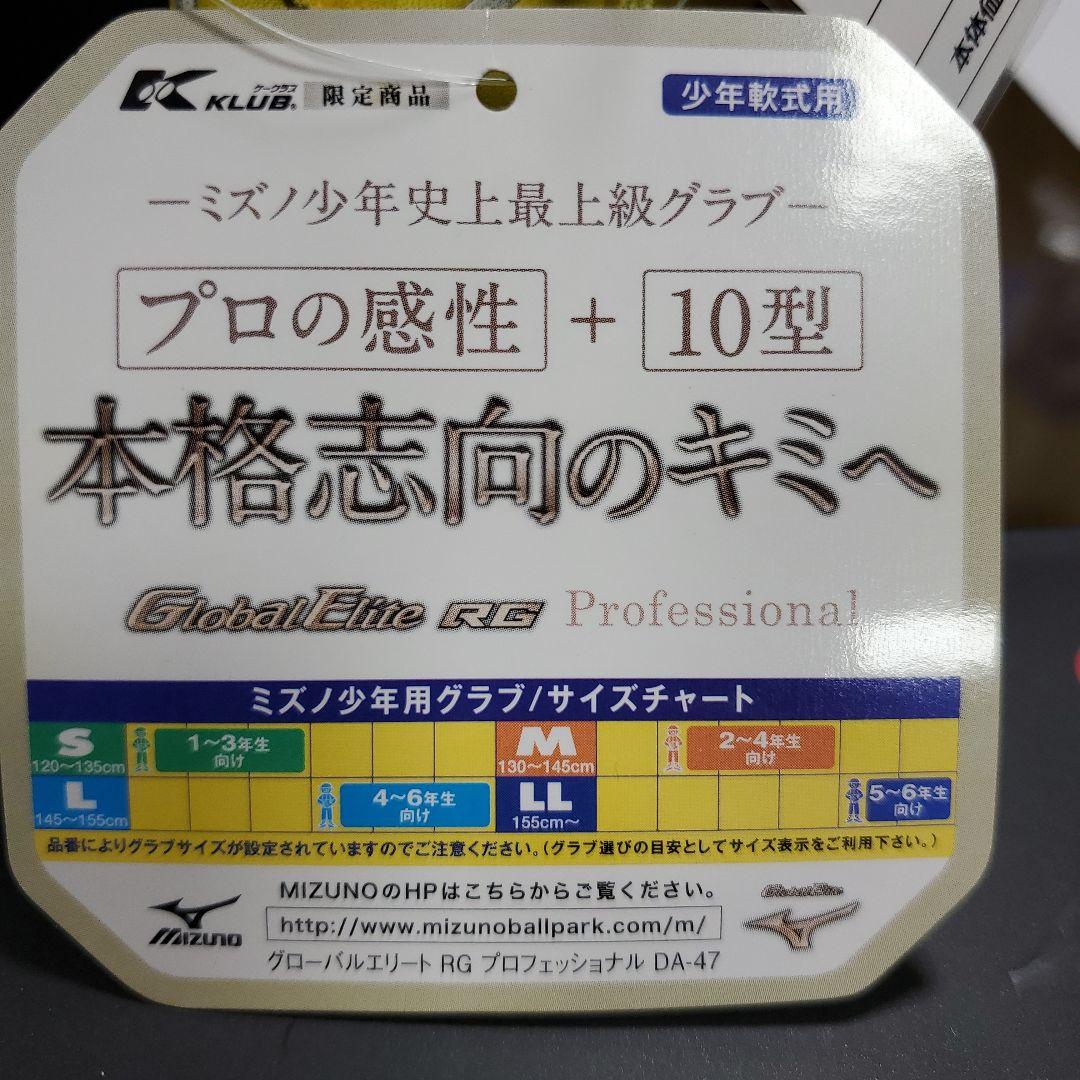 ケークラブ
KLUB® 限定商品
少年軟式用
本体価
―ミズノ少年史上最上級グラブ―
プロの感性 + 10型
本格志向のキミへ
GlobalElite RG Professional
ミズノ少年用グラブ/サイズチャート
S 1～3年生 M 2～4年生
120～135cm 向け 130～145cm 向け
L 4～6年生 LL 5～6年生
145～155cm 向け 155cm～ 向け
品番によりグラブサイズが設定されていますのでご注意ください。(グラブ選びの目安としてサイズ表示をご利用下さい。)
MIZUNOのHPはこちらからご覧ください。
http://www.mizunoballpark.com/m/
MIZUNO
GlobalElite
グローバルエリート RG プロフェッショナル DA-47